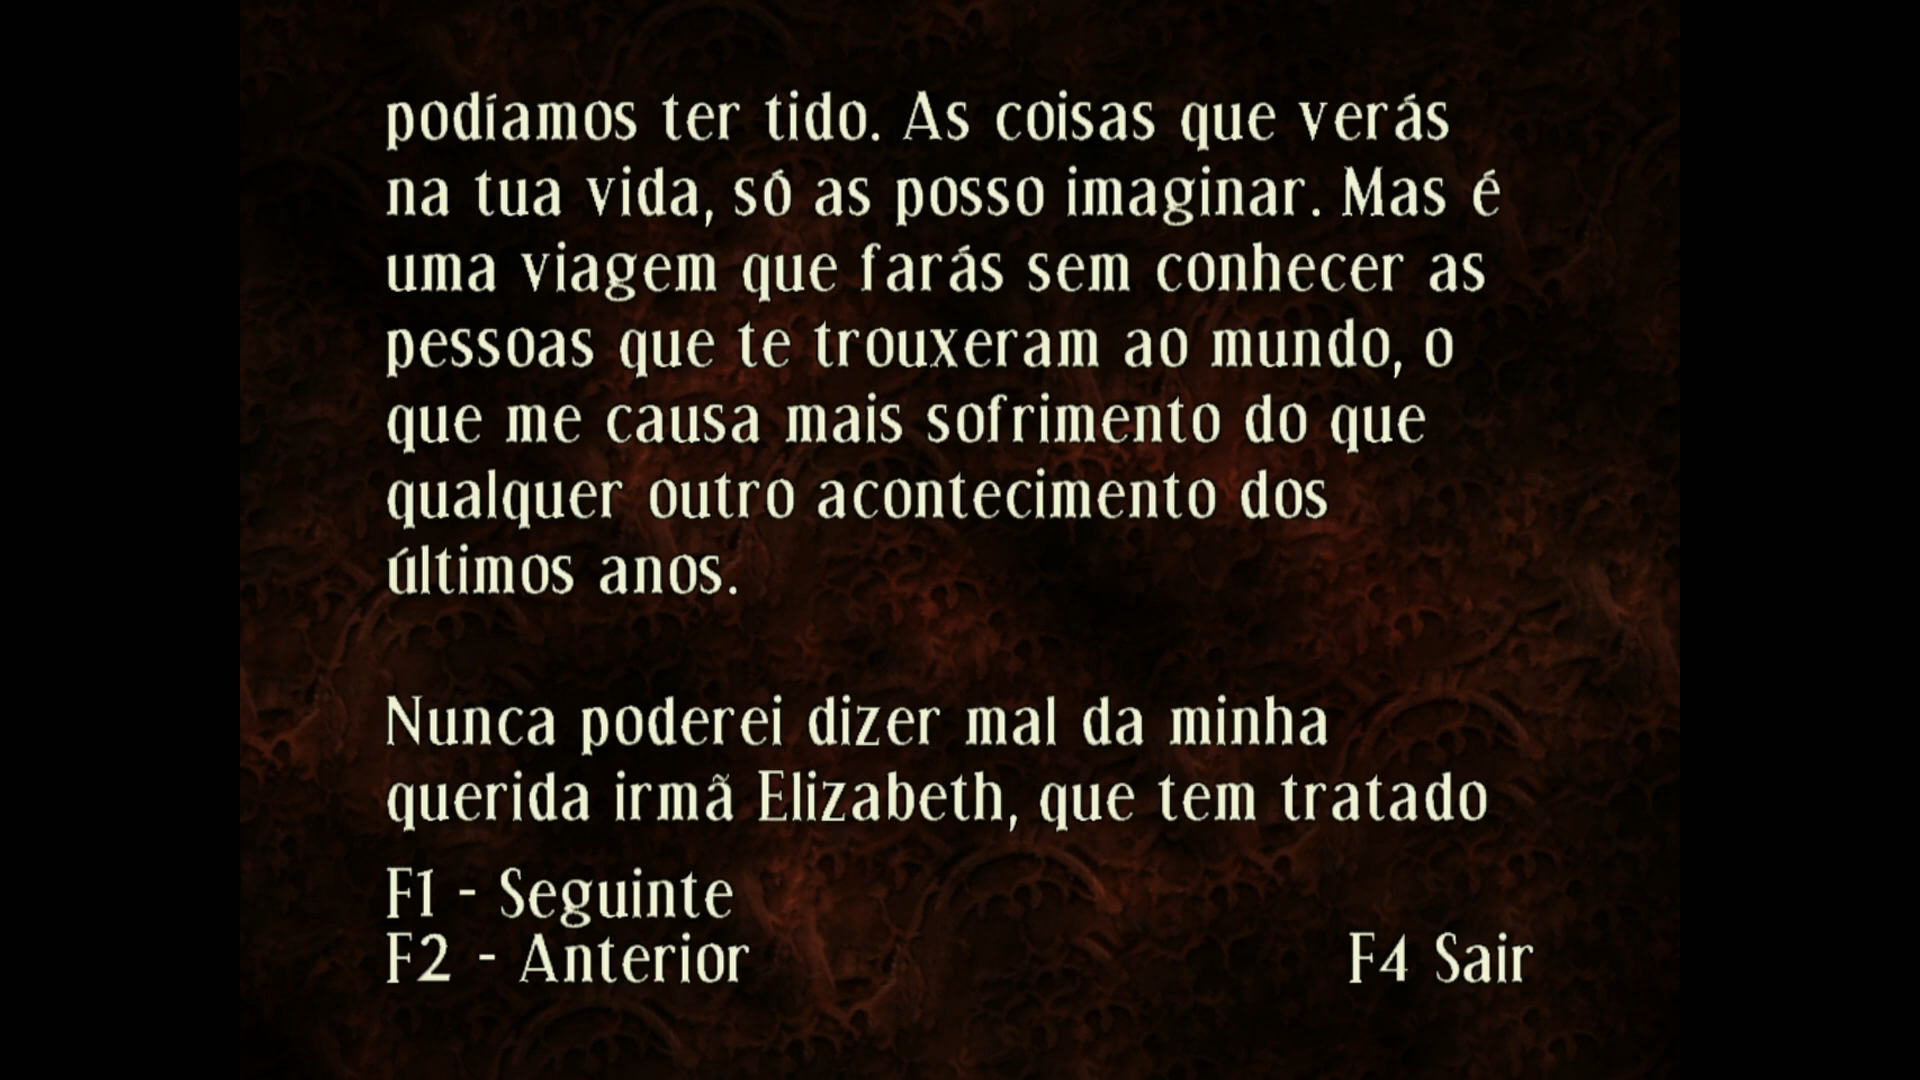 podíamos ter tido. As coisas que verás
na tua vida, só as posso imaginar. Mas é
uma viagem que farás sem conhecer as
pessoas que te trouxeram ao mundo, o
que me causa mais sofrimento do que
qualquer outro acontecimento dos
últimos anos.
Nunca poderei dizer mal da minha
querida irmã Elizabeth, que tem tratado
F1 - Seguinte
F2 - Anterior
F4 Sair